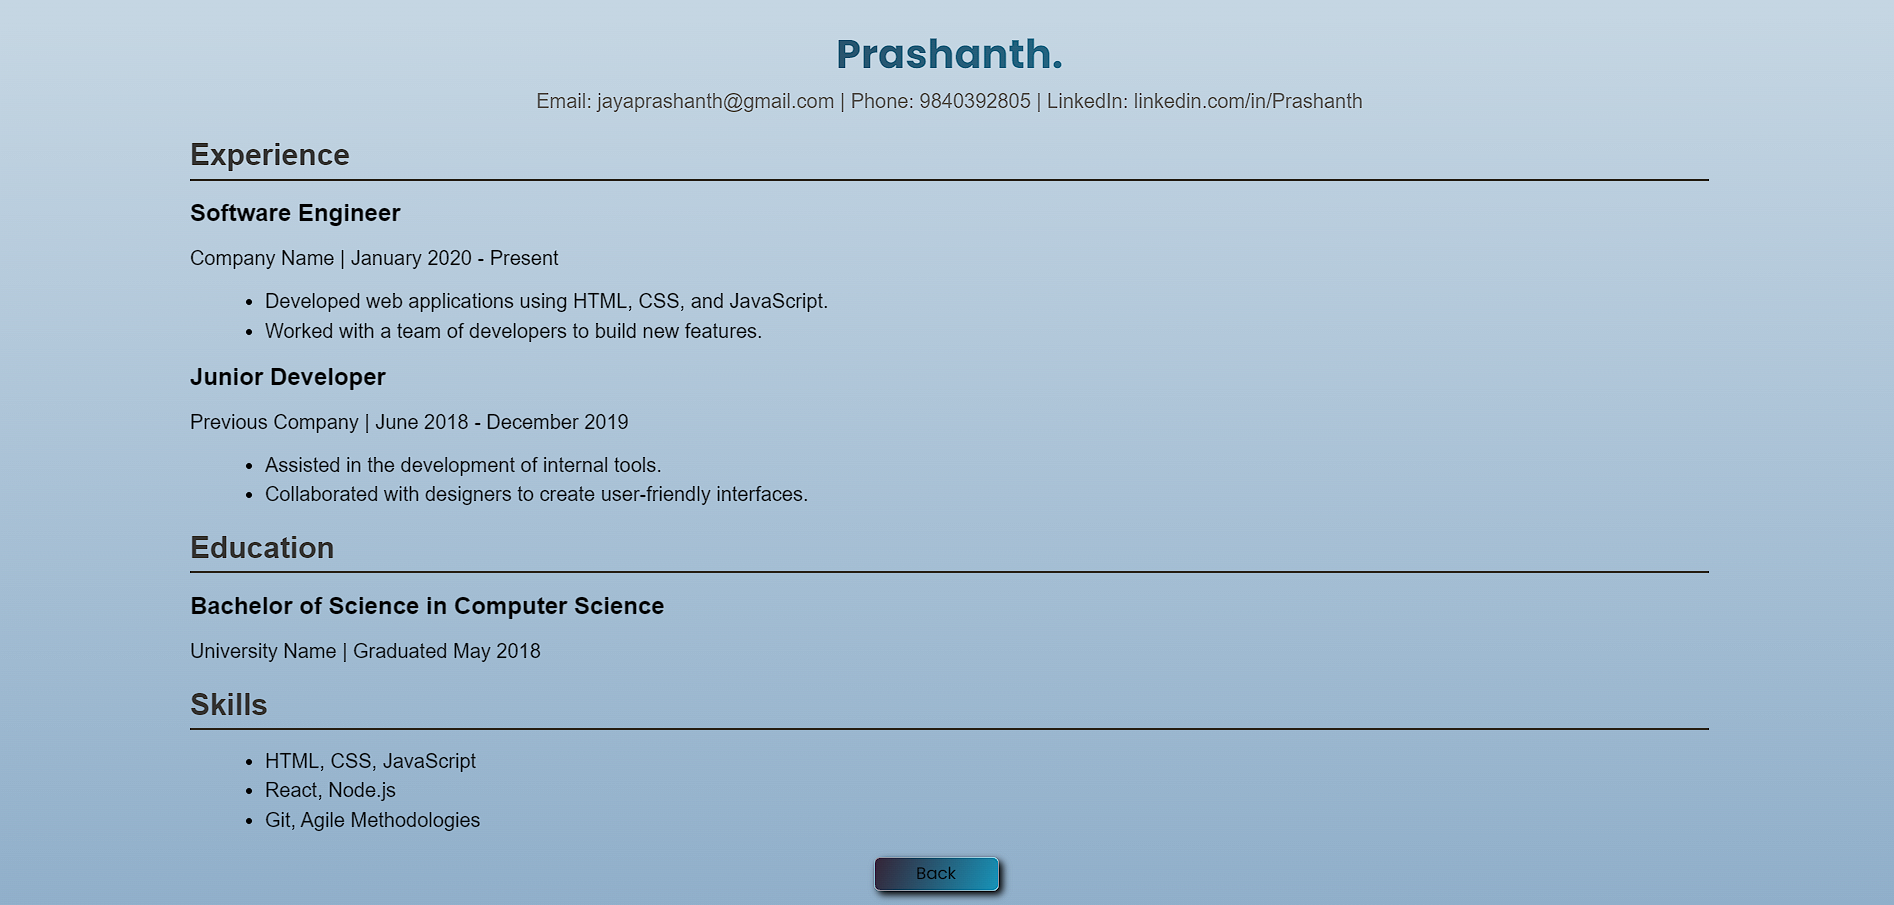 Prashanth.
Email: jayaprashanth@gmail.com | Phone: 9840392805 | LinkedIn: linkedin.com/in/Prashanth
Experience
Software Engineer
Company Name | January 2020 - Present
• Developed web applications using HTML, CSS, and JavaScript.
• Worked with a team of developers to build new features.
Junior Developer
Previous Company | June 2018 - December 2019
• Assisted in the development of internal tools.
• Collaborated with designers to create user-friendly interfaces.
Education
Bachelor of Science in Computer Science
University Name | Graduated May 2018
Skills
• HTML, CSS, JavaScript
• React, Node.js
• Git, Agile Methodologies
Back